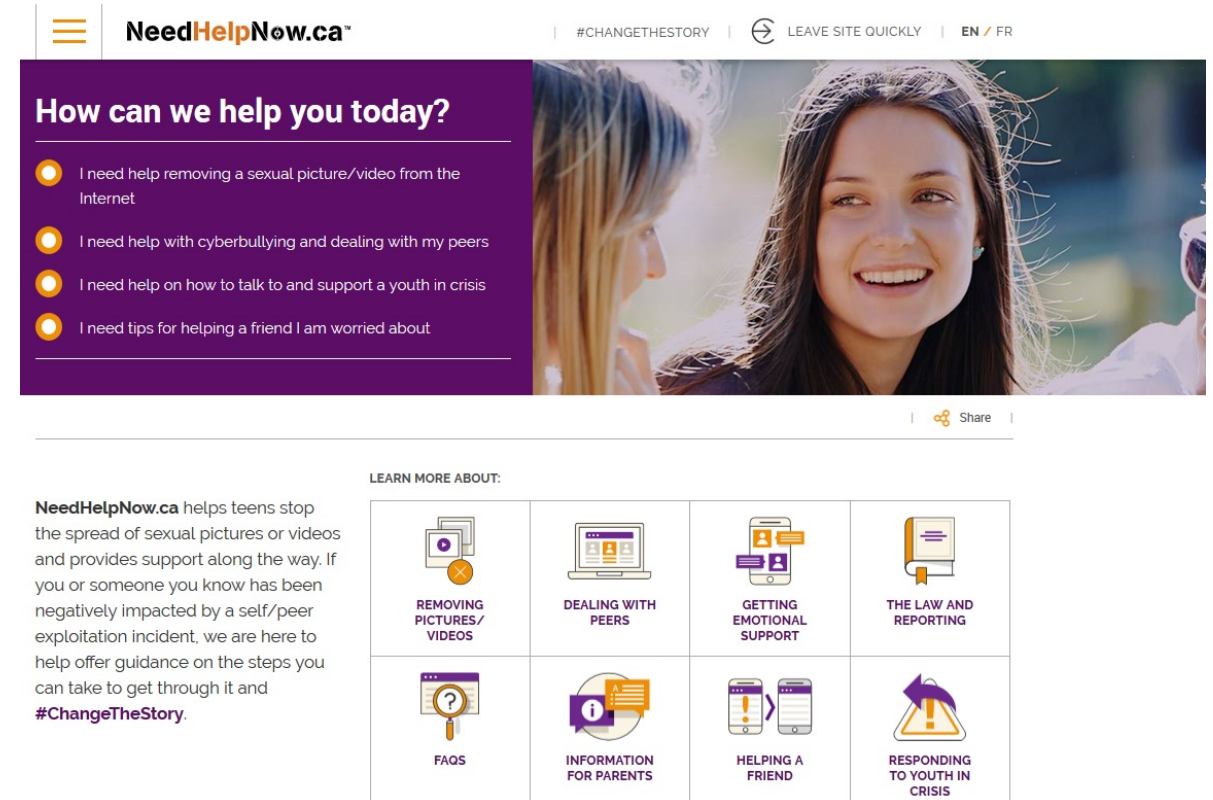 NeedHelpNow.ca™
#CHANGETHESTORY
LEAVE SITE QUICKLY
EN / FR
How can we help you today?
I need help removing a sexual picture/video from the
Internet
I need help with cyberbullying and dealing with my peers
I need help on how to talk to and support a youth in crisis
I need tips for helping a friend I am worried about
Share
NeedHelpNow.ca helps teens stop
the spread of sexual pictures or videos
and provides support along the way. If
you or someone you know has been
negatively impacted by a self/peer
exploitation incident, we are here to
help offer guidance on the steps you
can take to get through it and
#ChangeTheStory.
LEARN MORE ABOUT:
REMOVING
PICTURES/
VIDEOS
DEALING WITH
PEERS
GETTING
EMOTIONAL
SUPPORT
THE LAW AND
REPORTING
FAQS
INFORMATION
FOR PARENTS
HELPING A
FRIEND
RESPONDING
TO YOUTH IN
CRISIS